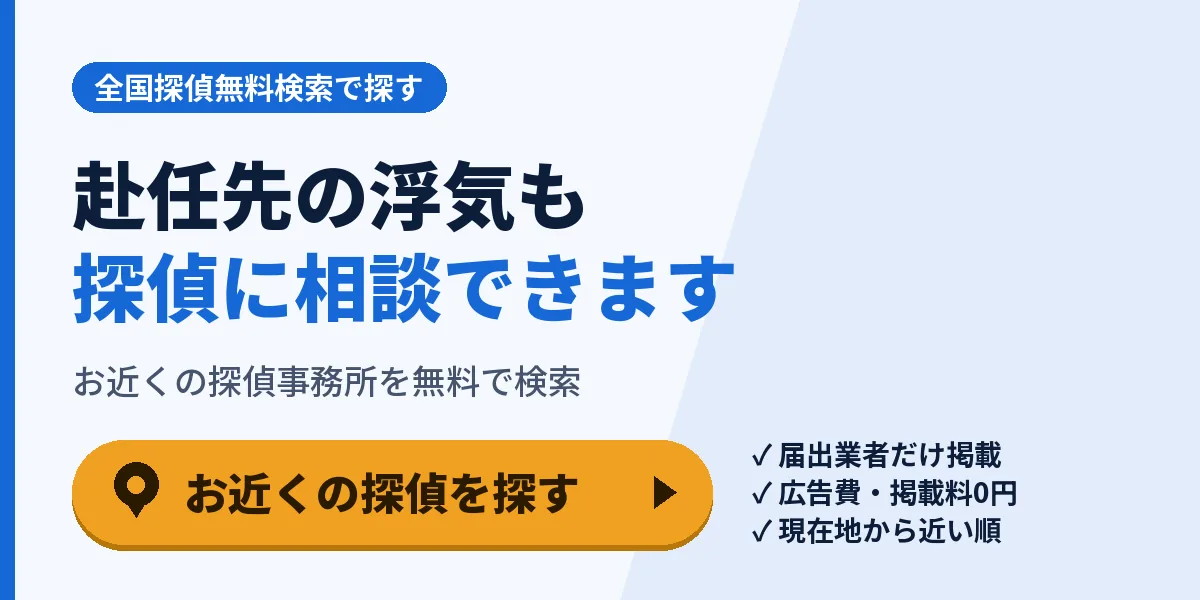 全国探偵無料検索で探す
赴任先の浮気も
探偵に相談できます
お近くの探偵事務所を無料で検索
お近くの探偵を探す
✓届出業者だけ掲載
✓広告費・掲載料0円
✓現在地から近い順